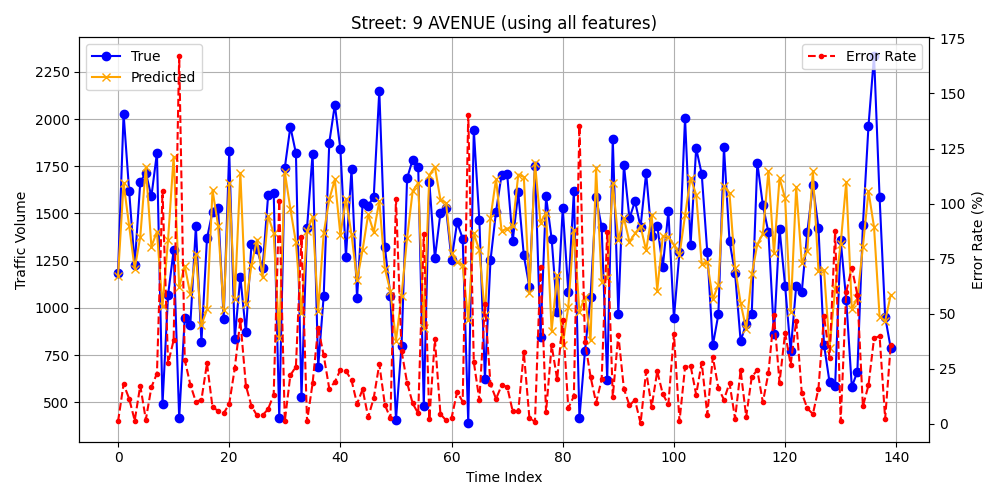 Street: 9 AVENUE (using all features)
True
Predicted
Error Rate
Traffic Volume
2250
2000
1750
1500
1250
1000
750
500
175
150
125
100
75
50
25
0
Error Rate (%)
0 20 40 60 80 100 120 140
Time Index